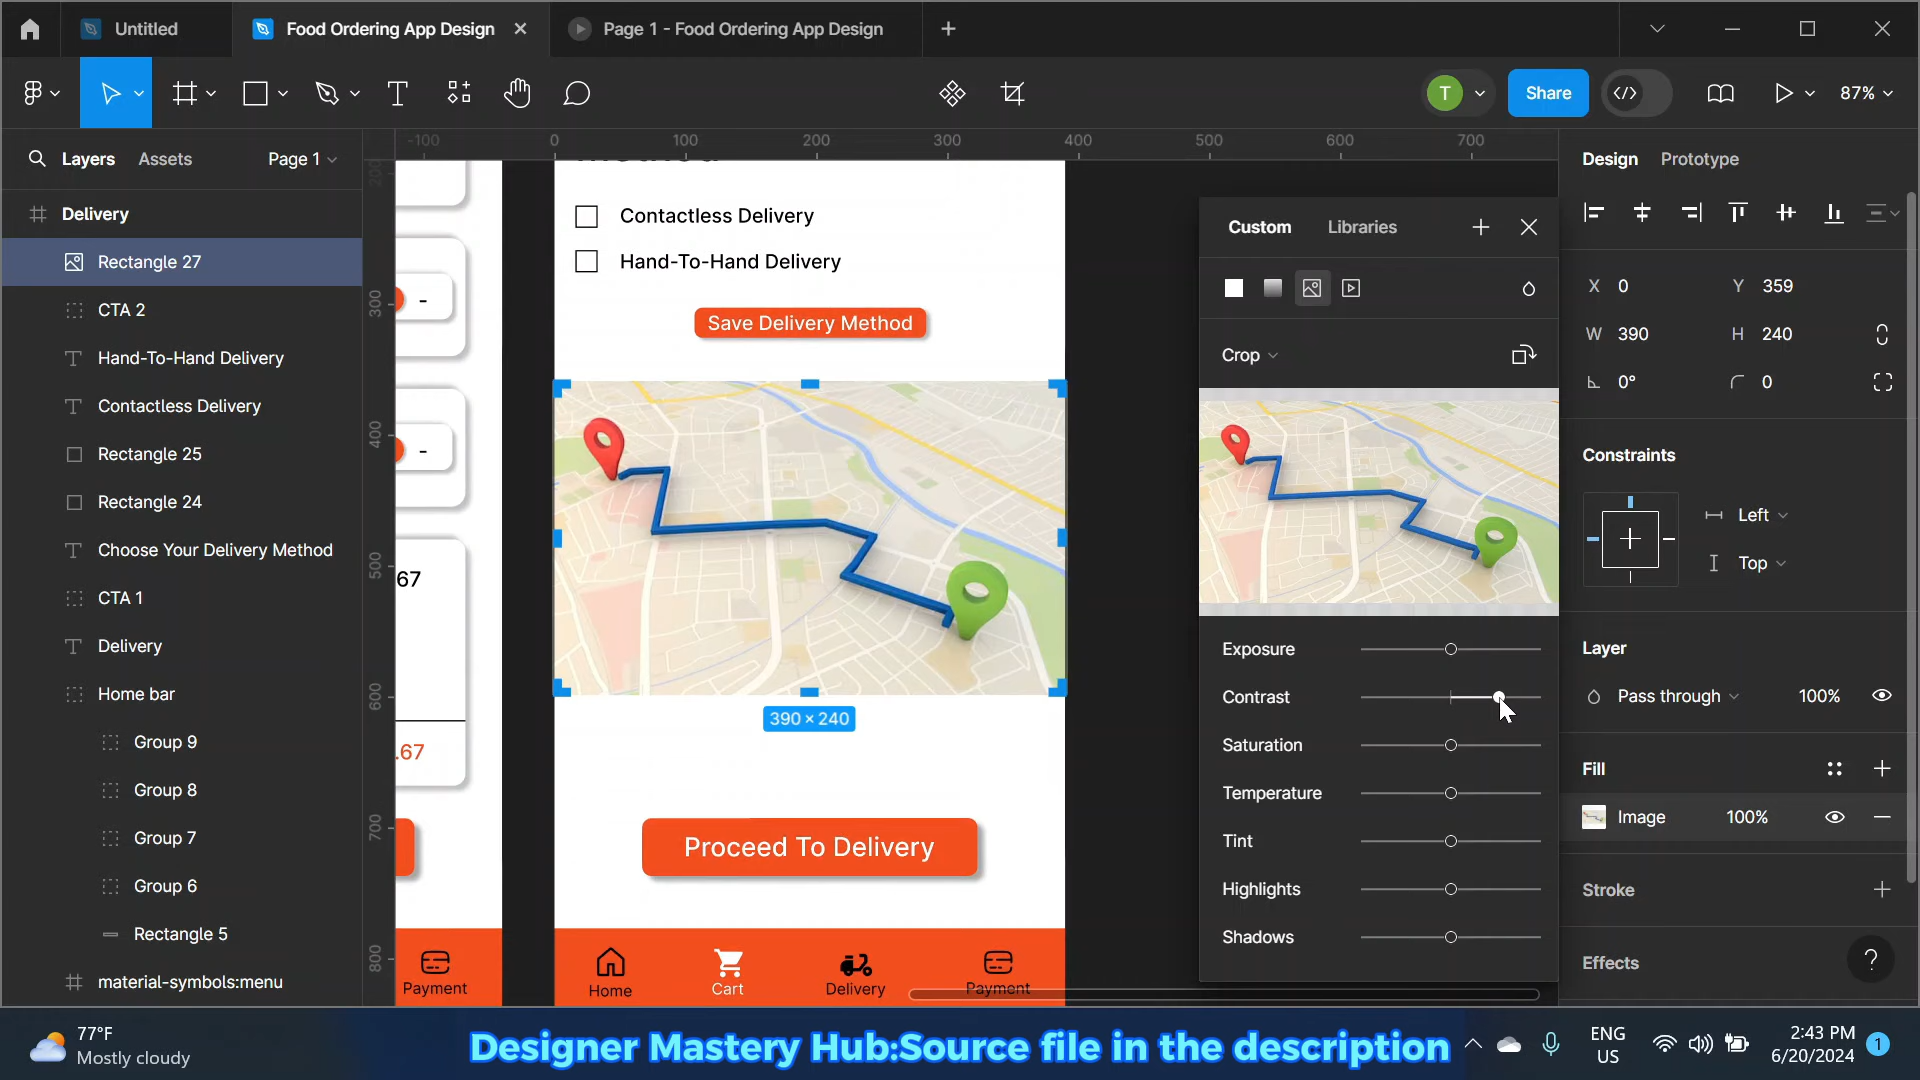 Untitled
Food Ordering App Design
Page 1 - Food Ordering App Design
T
Share
87%
Layers
Assets
Page 1
-100
0
100
200
300
400
500
600
700
Design
Prototype
Delivery
Rectangle 27
CTA 2
Hand-To-Hand Delivery
Contactless Delivery
Rectangle 25
Rectangle 24
Choose Your Delivery Method
CTA 1
Delivery
Home bar
Group 9
Group 8
Group 7
Group 6
Rectangle 5
material-symbols:menu
200
300
400
500
600
700
800
-
-
67
.67
Payment
Contactless Delivery
Hand-To-Hand Delivery
Save Delivery Method
390 × 240
Proceed To Delivery
Home
Cart
Delivery
Payment
Custom
Libraries
Crop
Exposure
Contrast
Saturation
Temperature
Tint
Highlights
Shadows
X 0
Y 359
W 390
H 240
0°
0
Constraints
Left
Top
Layer
Pass through
100%
Fill
Image
100%
Stroke
Effects
?
77°F
Mostly cloudy
Designer Mastery Hub:Source file in the description
ENG
US
2:43 PM
6/20/2024
1